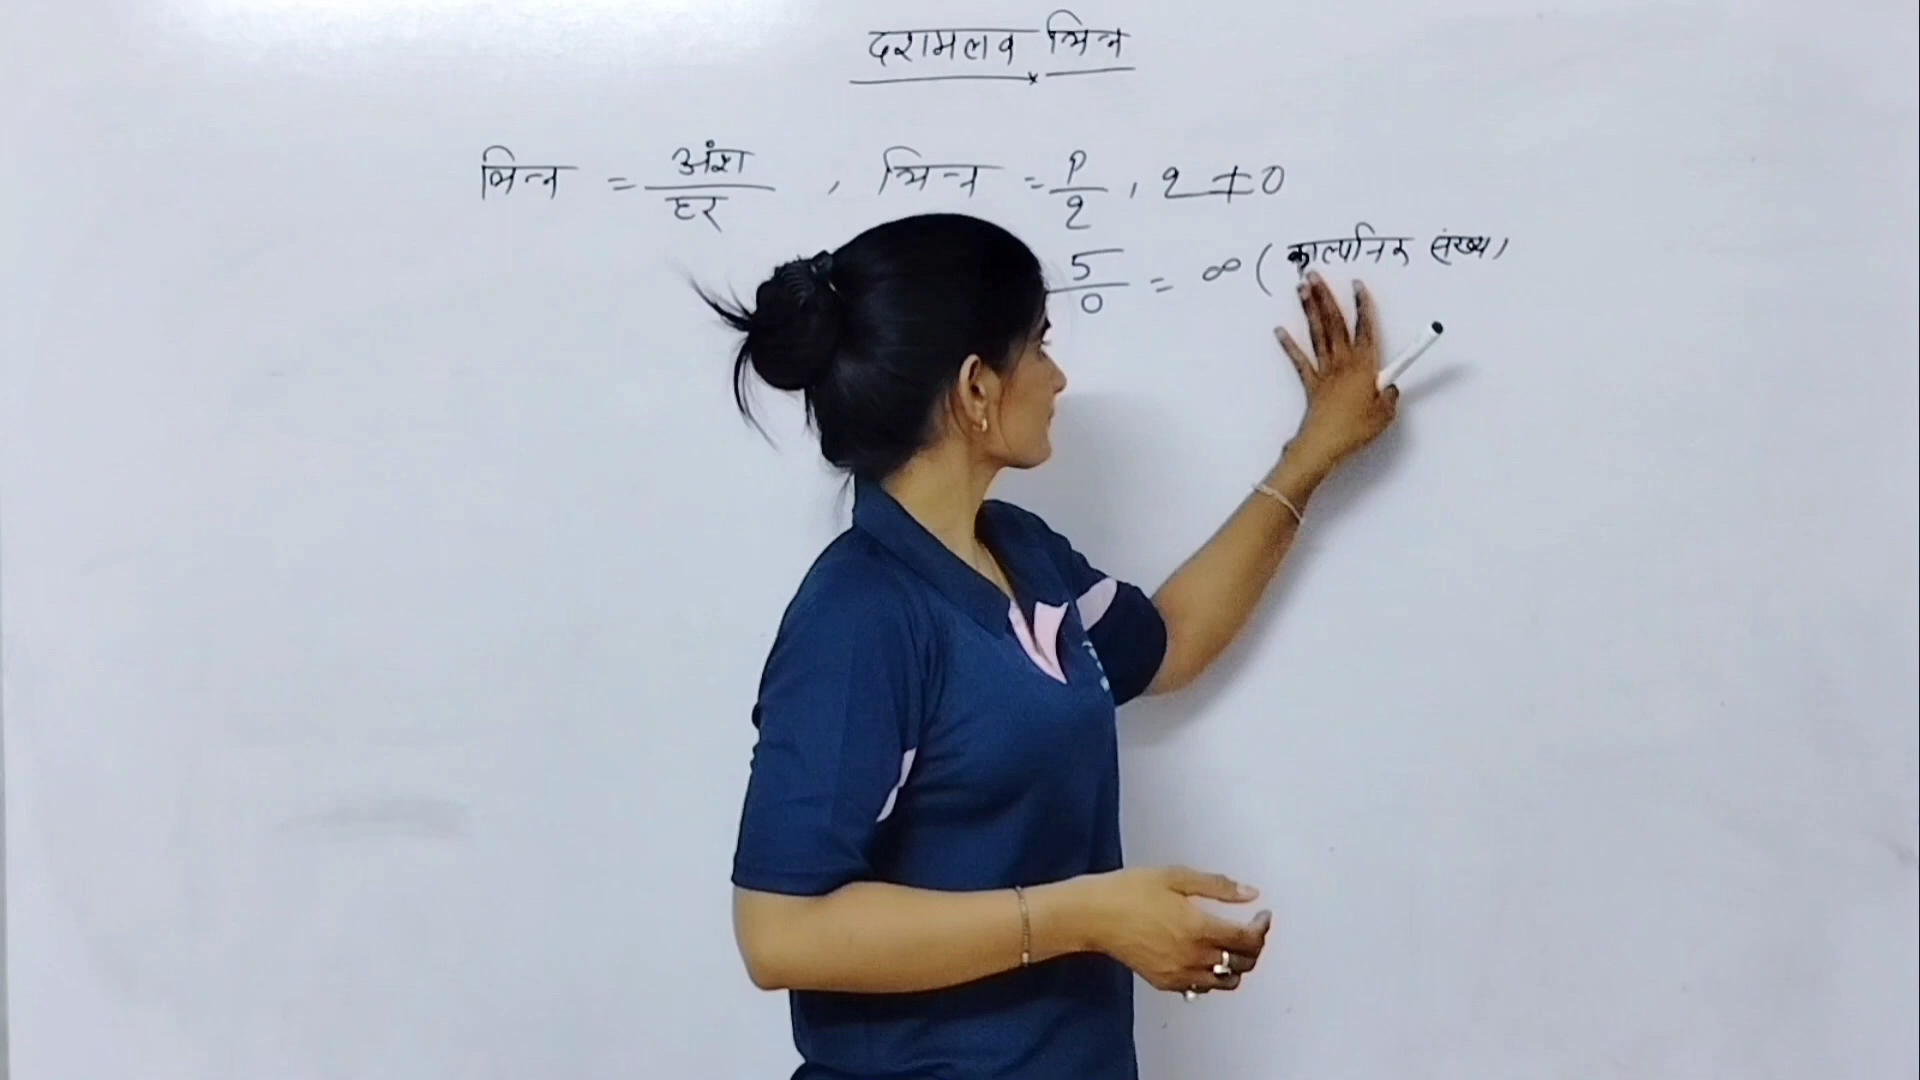 दशमलव भिन्न
भिन्न = अंश/हर , भिन्न = P/q , q ≠ 0
5/0 = ∞ (काल्पनिक संख्या)